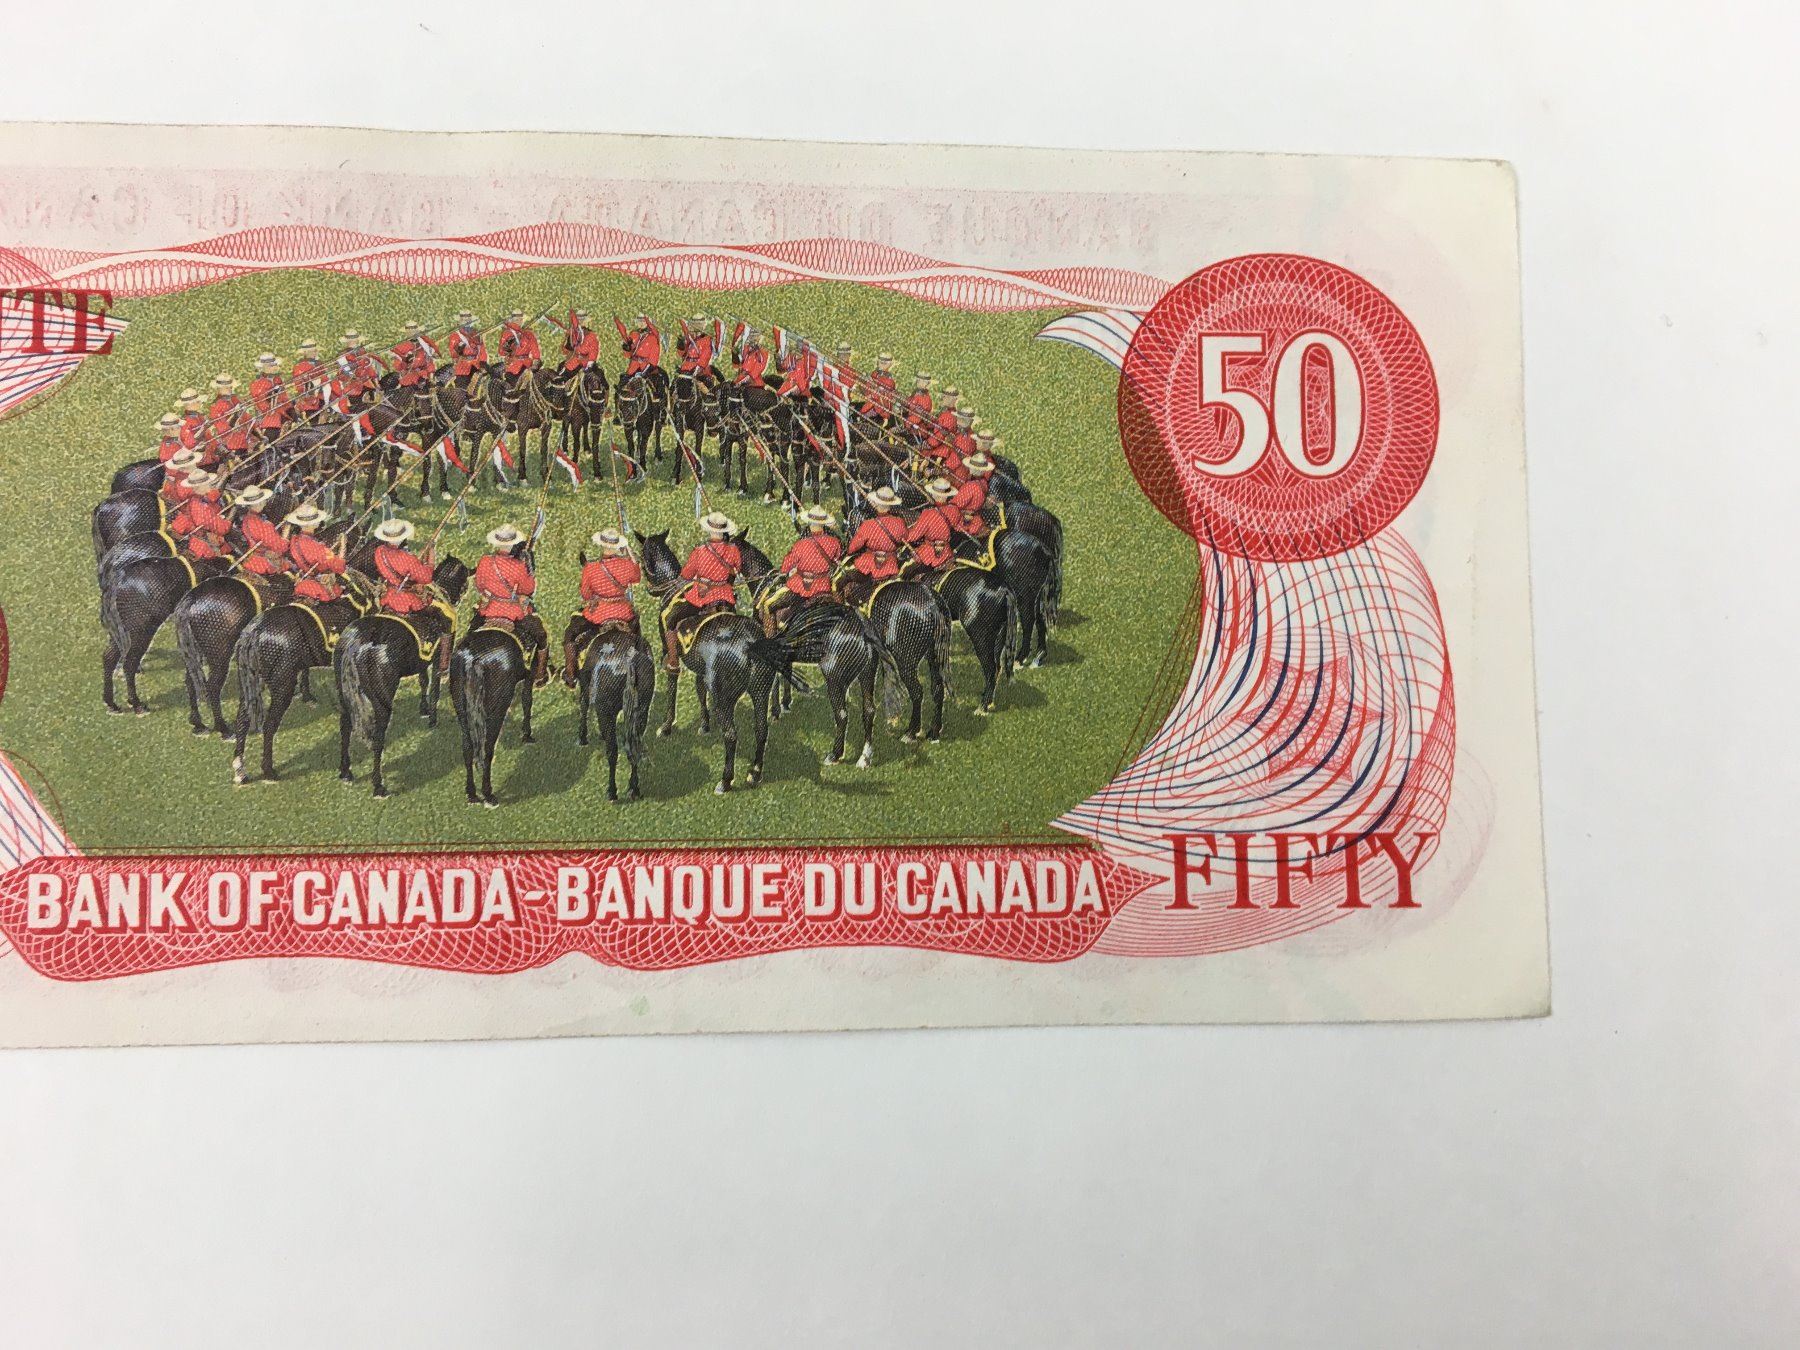 50
BANK OF CANADA - BANQUE DU CANADA
FIFTY